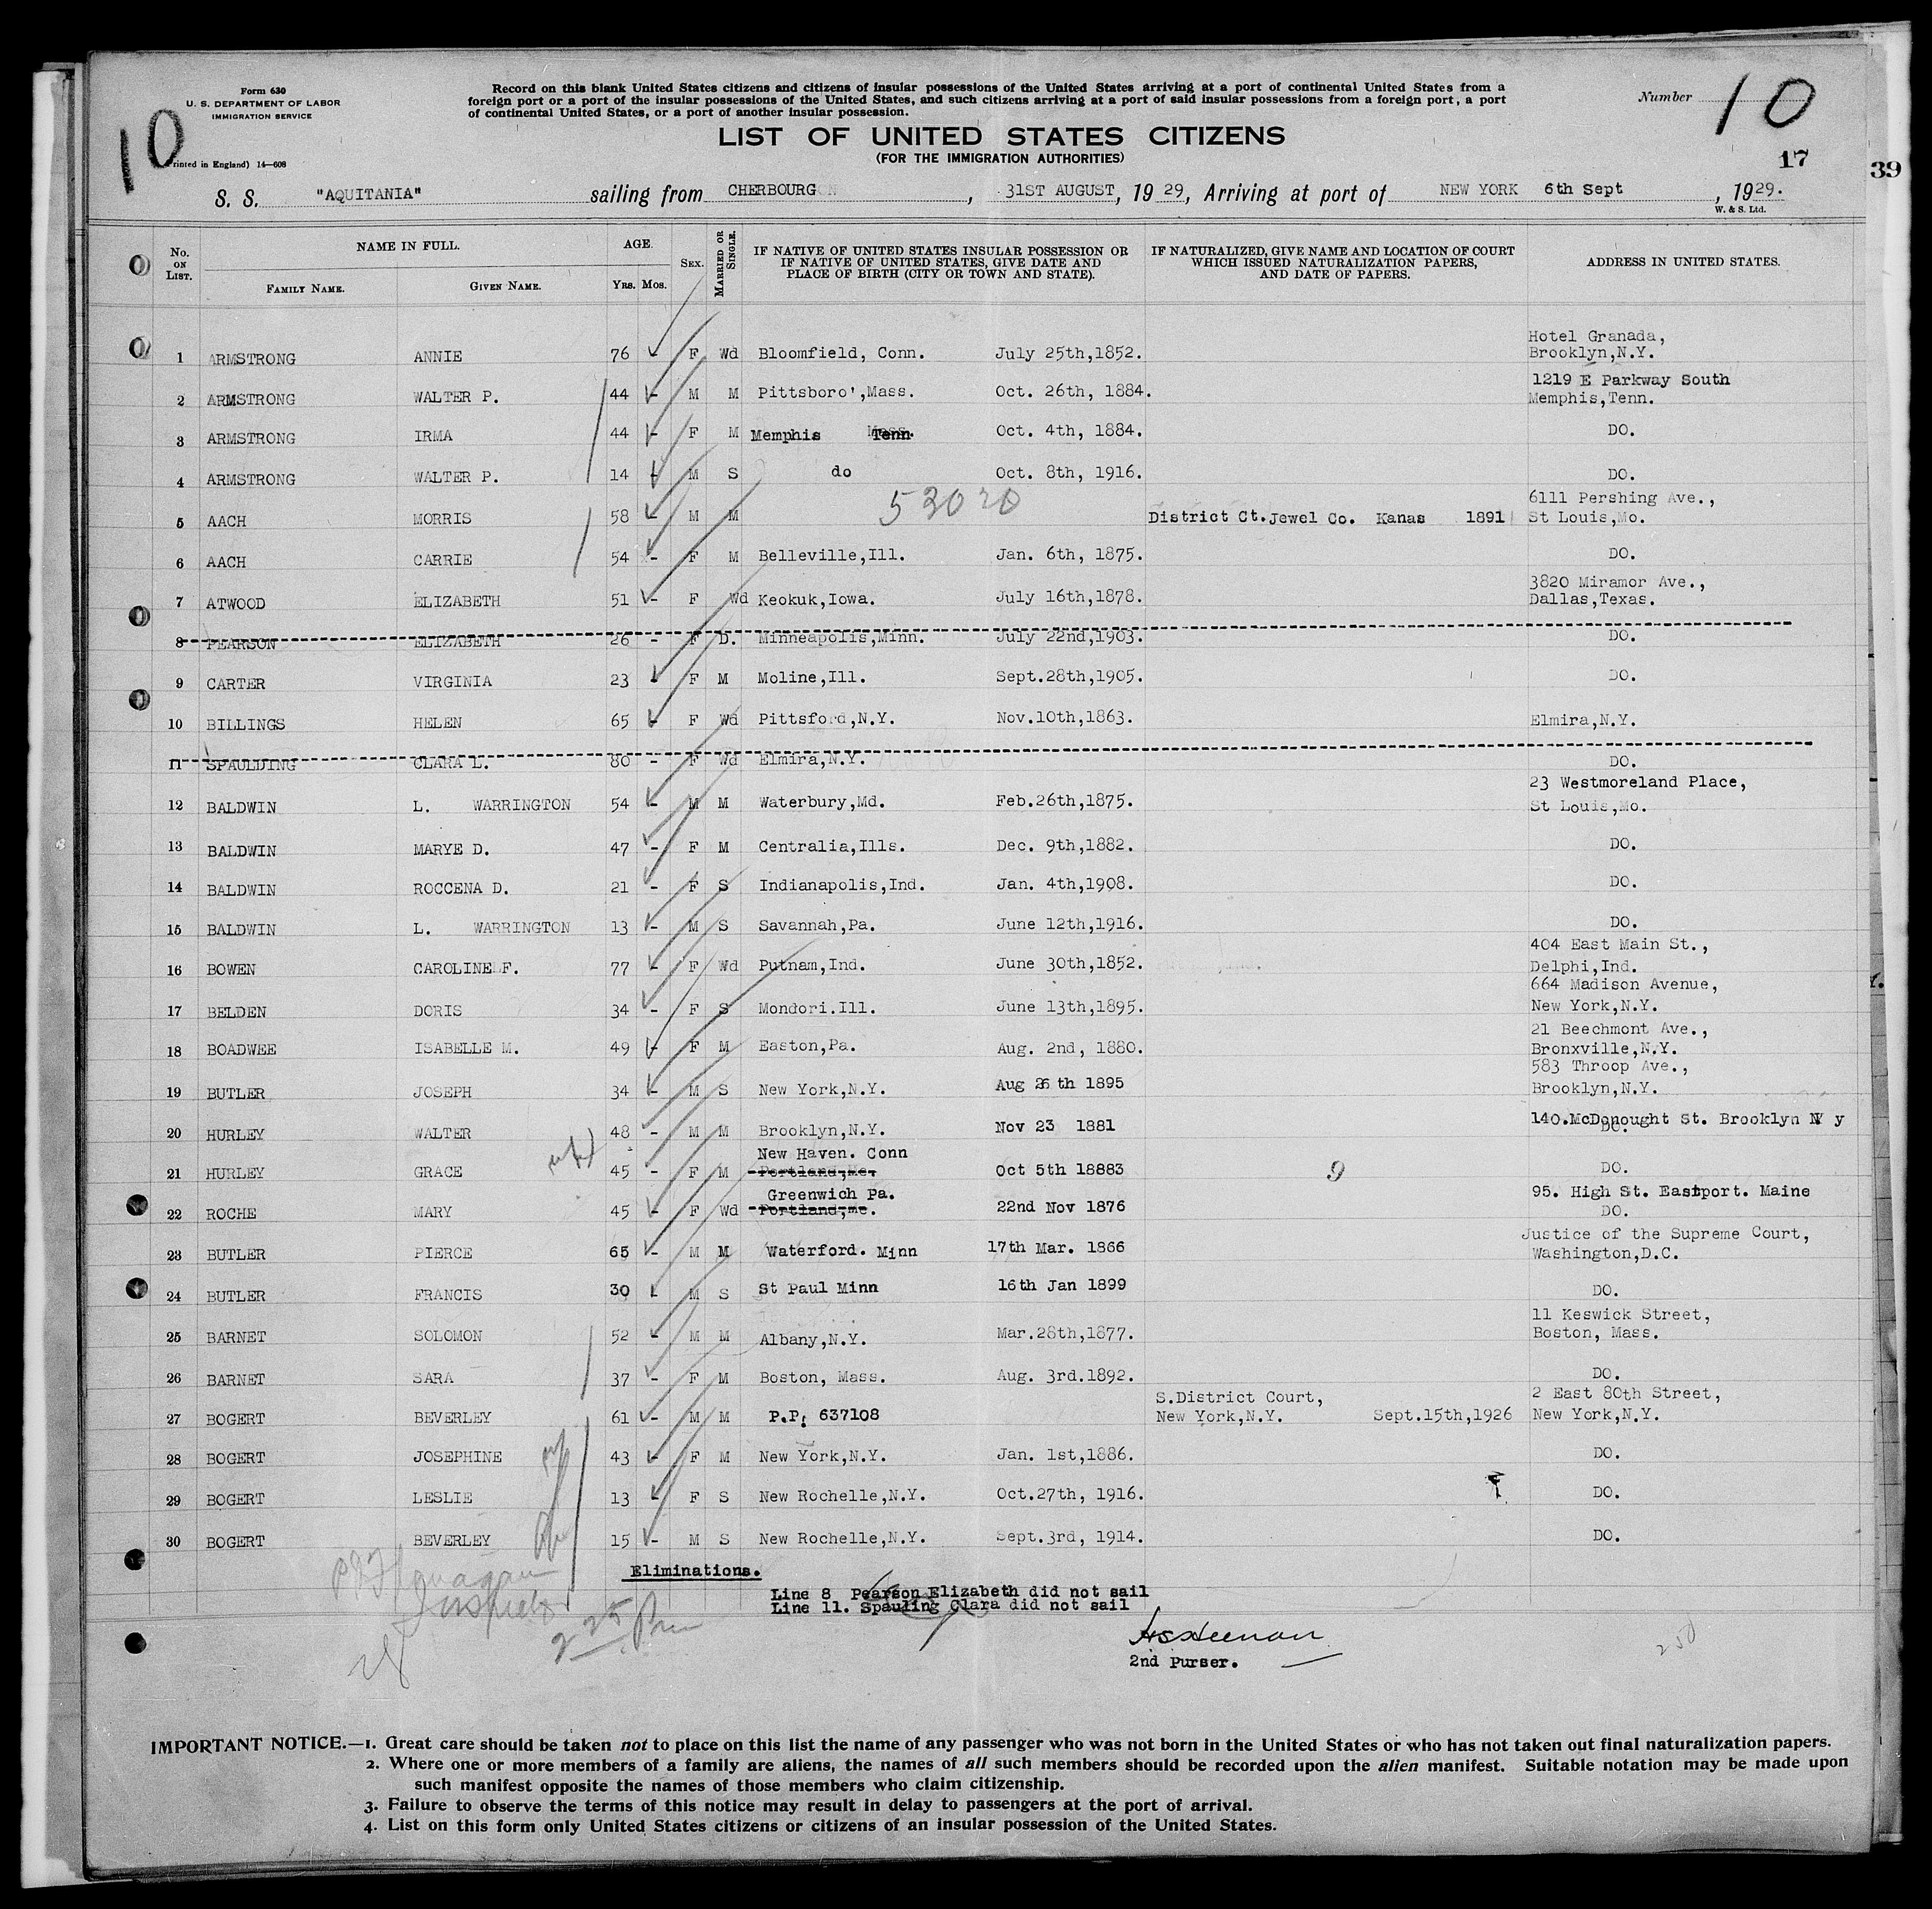 Form 630
U. S. DEPARTMENT OF LABOR
IMMIGRATION SERVICE
Record on this blank United States citizens and citizens of insular possessions of the United States arriving at a port of continental United States from a
foreign port or a port of the insular possessions of the United States, and such citizens arriving at a port of said insular possessions from a foreign port, a port
of continental United States, or a port of another insular possession.
Number 10
10
LIST OF UNITED STATES CITIZENS
(FOR THE IMMIGRATION AUTHORITIES)
rinted in England) 14—608
17
39
S. S. "AQUITANIA" sailing from CHERBOURG, 31ST AUGUST, 1929, Arriving at port of NEW YORK 6th Sept, 1929.
W. & S. Ltd.
No. ON LIST. NAME IN FULL. FAMILY NAME. GIVEN NAME. AGE. YRS. MOS. SEX. MARRIED OR SINGLE. IF NATIVE OF UNITED STATES INSULAR POSSESSION OR IF NATIVE OF UNITED STATES, GIVE DATE AND PLACE OF BIRTH (CITY OR TOWN AND STATE). IF NATURALIZED, GIVE NAME AND LOCATION OF COURT WHICH ISSUED NATURALIZATION PAPERS, AND DATE OF PAPERS. ADDRESS IN UNITED STATES.
Hotel Granada,
1 ARMSTRONG ANNIE 76 F Wd Bloomfield, Conn. July 25th,1852. Brooklyn,N.Y.
1219 E Parkway South
2 ARMSTRONG WALTER P. 44 - M M Pittsboro',Mass. Oct. 26th, 1884. Memphis,Tenn.
3 ARMSTRONG IRMA 44 - F M Memphis Tenn. Oct. 4th, 1884. DO.
4 ARMSTRONG WALTER P. 14 - M S do Oct. 8th, 1916. DO.
6111 Pershing Ave.,
5 AACH MORRIS 58 - M M 53020 District Ct. Jewel Co. Kanas 1891 St Louis,Mo.
6 AACH CARRIE 54 - F M Belleville,Ill. Jan. 6th, 1875. DO.
3820 Miramor Ave.,
7 ATWOOD ELIZABETH 51 - F Wd Keokuk,Iowa. July 16th,1878. Dallas,Texas.
8 PEARSON ELIZABETH 26 - F D. Minneapolis,Minn. July 22nd,1903. DO.
9 CARTER VIRGINIA 23 - F M Moline,Ill. Sept.28th,1905. DO.
10 BILLINGS HELEN 65 - F Wd Pittsford,N.Y. Nov.10th,1863. Elmira,N.Y.
11 SPAULDING CLARA L. 80 - F Wd Elmira,N.Y. DO.
23 Westmoreland Place,
12 BALDWIN L. WARRINGTON 54 - M M Waterbury,Md. Feb.26th,1875. St Louis,Mo.
13 BALDWIN MARYE D. 47 - F M Centralia,Ills. Dec. 9th,1882. DO.
14 BALDWIN ROCCENA D. 21 - F S Indianapolis,Ind. Jan. 4th,1908. DO.
15 BALDWIN L. WARRINGTON 13 - M S Savannah,Pa. June 12th,1916. DO.
404 East Main St.,
16 BOWEN CAROLINE F. 77 - F Wd Putnam,Ind. June 30th,1852. Delphi,Ind.
664 Madison Avenue,
17 BELDEN DORIS 34 - F S Mondori.Ill. June 13th,1895. New York,N.Y.
21 Beechmont Ave.,
18 BOADWEE ISABELLE M. 49 - F M Easton,Pa. Aug. 2nd, 1880. Bronxville,N.Y.
583 Throop Ave.,
19 BUTLER JOSEPH 34 - M S New York,N.Y. Aug 26 th 1895 Brooklyn,N.Y.
20 HURLEY WALTER 48 - M M Brooklyn,N.Y. Nov 23 1881 140.McDonought St. Brooklyn N y
DO.
New Haven. Conn
21 HURLEY GRACE 45 - F M Portland,Me. Oct 5th 18883 9 DO.
Greenwich Pa. 95. High St. Eastport. Maine
22 ROCHE MARY 45 - F Wd Portland,Me. 22nd Nov 1876 DO.
Justice of the Supreme Court,
23 BUTLER PIERCE 65 - M M Waterford. Minn 17th Mar. 1866 Washington,D.C.
24 BUTLER FRANCIS 30 M S St Paul Minn 16th Jan 1899 DO.
11 Keswick Street,
25 BARNET SOLOMON 52 - M M Albany,N.Y. Mar.28th,1877. Boston, Mass.
26 BARNET SARA 37 - F M Boston, Mass. Aug. 3rd.1892. DO.
S.District Court, 2 East 80th Street,
27 BOGERT BEVERLEY 61 - M M P.P. 637108 New York,N.Y. Sept.15th,1926 New York,N.Y.
28 BOGERT JOSEPHINE 43 - F M New York,N.Y. Jan. 1st,1886. DO.
29 BOGERT LESLIE 13 - F S New Rochelle,N.Y. Oct.27th, 1916. DO.
30 BOGERT BEVERLEY 15 - M S New Rochelle,N.Y. Sept.3rd, 1914. DO.
Eliminations.
Line 8 Pearson Elizabeth did not sail
Line 11. Spauling Clara did not sail
2nd Purser.
250
IMPORTANT NOTICE.—1. Great care should be taken not to place on this list the name of any passenger who was not born in the United States or who has not taken out final naturalization papers.
2. Where one or more members of a family are aliens, the names of all such members should be recorded upon the alien manifest. Suitable notation may be made upon
such manifest opposite the names of those members who claim citizenship.
3. Failure to observe the terms of this notice may result in delay to passengers at the port of arrival.
4. List on this form only United States citizens or citizens of an insular possession of the United States.